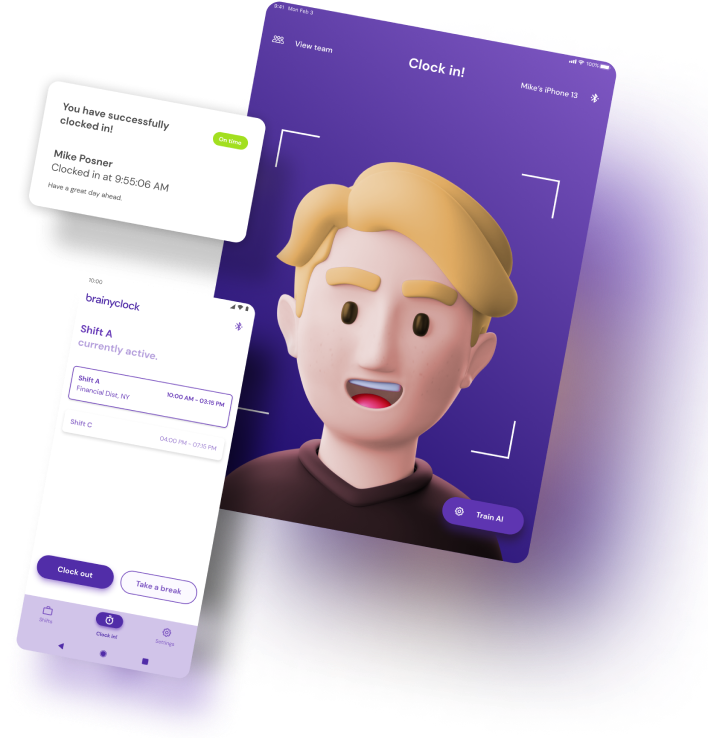 9:41 Mon Feb 3
100%
View team
Clock in!
Mike's iPhone 13
You have successfully
clocked in!
On time
Mike Posner
Clocked in at 9:55:06 AM
Have a great day ahead.
10:00
brainyclock
Shift A
currently active.
Shift A
10:00 AM - 03:15 PM
Financial Dist, NY
Shift C
04:00 PM - 07:15 PM
Train AI
Clock out
Take a break
Shifts
Clock in!
Settings